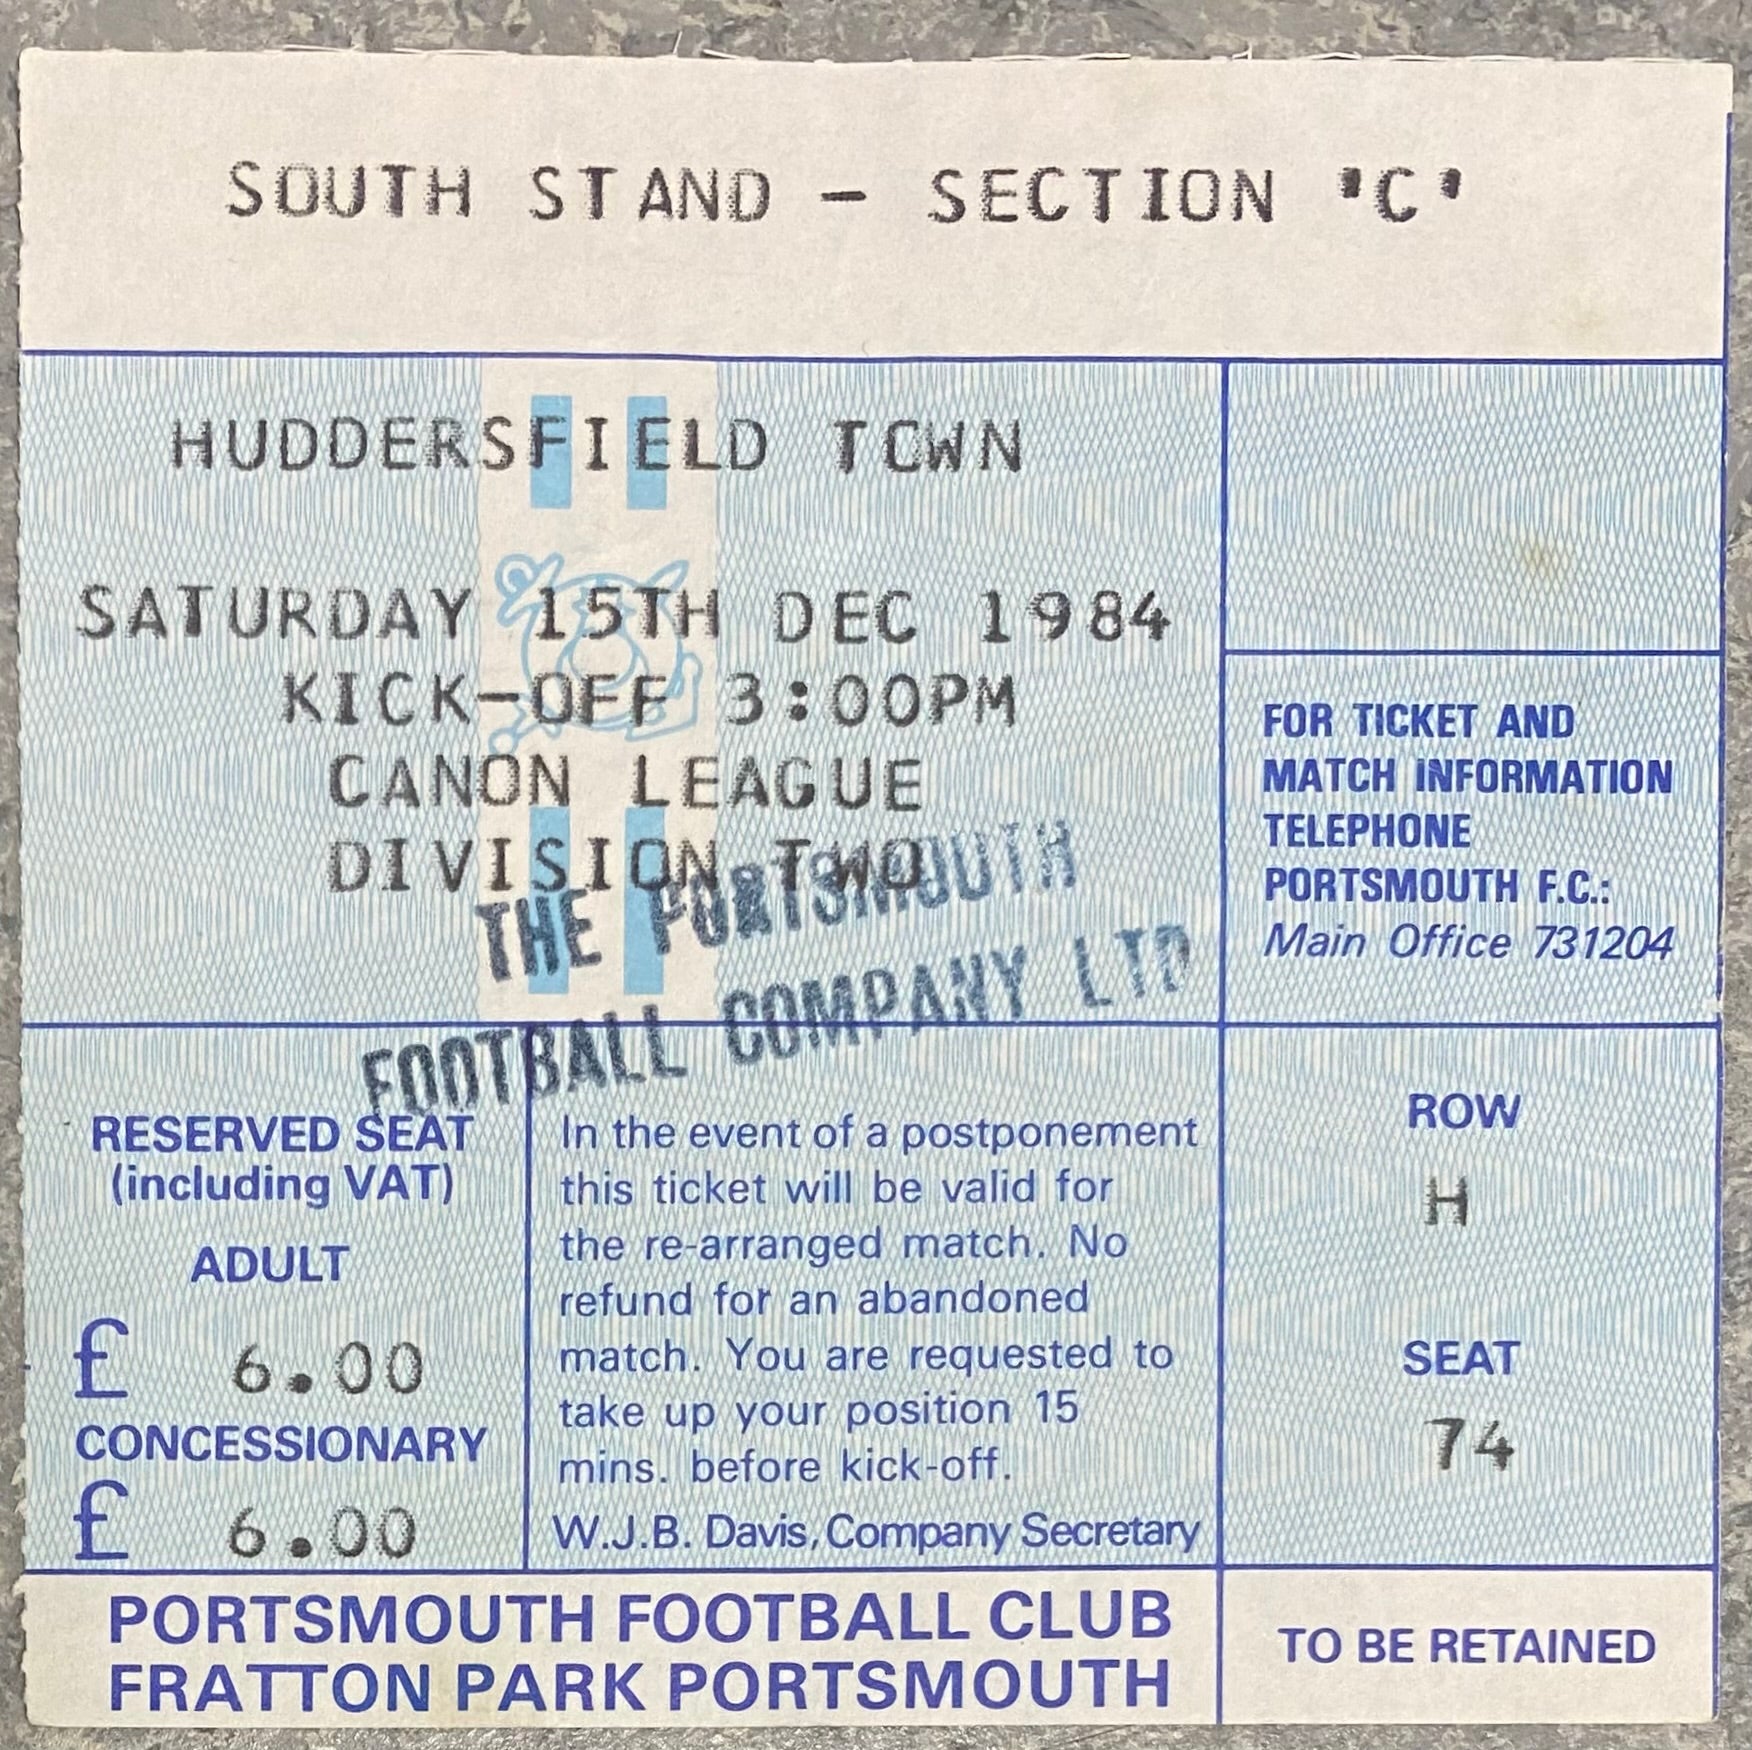 SOUTH STAND - SECTION 'C'
HUDDERSFIELD TOWN
SATURDAY 15TH DEC 1984
KICK-OFF 3:00PM
CANON LEAGUE
DIVISION TWO
THE PORTSMOUTH
FOOTBALL COMPANY LTD
FOR TICKET AND
MATCH INFORMATION
TELEPHONE
PORTSMOUTH F.C.:
Main Office 731204
RESERVED SEAT
(including VAT)
ADULT
£ 6.00
CONCESSIONARY
£ 6.00
In the event of a postponement
this ticket will be valid for
the re-arranged match. No
refund for an abandoned
match. You are requested to
take up your position 15
mins. before kick-off.
W.J.B. Davis, Company Secretary
ROW
H
SEAT
74
PORTSMOUTH FOOTBALL CLUB
FRATTON PARK PORTSMOUTH
TO BE RETAINED